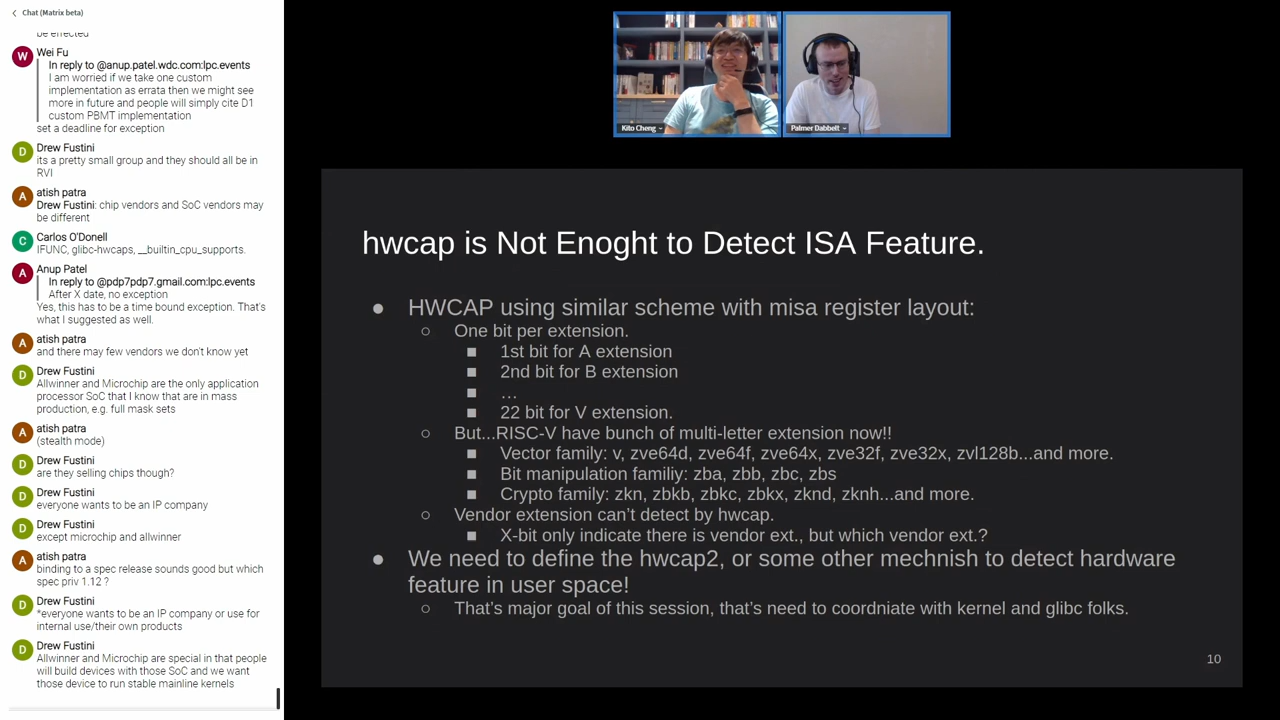 Chat (Matrix beta)
be effected
W
Wei Fu
In reply to @anup.patel.wdc.com:lpc.events
I am worried if we take one custom
implementation as errata then we might see
more in future and people will simply cite D1
custom PBMT implementation
set a deadline for exception
D
Drew Fustini
its a pretty small group and they should all be in
RVI
A
atish patra
Drew Fustini: chip vendors and SoC vendors may
be different
C
Carlos O'Donell
IFUNC, glibc-hwcaps, __builtin_cpu_supports.
A
Anup Patel
In reply to @pdp7pdp7.gmail.com:lpc.events
After X date, no exception
Yes, this has to be a time bound exception. That's
what I suggested as well.
A
atish patra
and there may few vendors we don't know yet
D
Drew Fustini
Allwinner and Microchip are the only application
processor SoC that I know that are in mass
production, e.g. full mask sets
A
atish patra
(stealth mode)
D
Drew Fustini
are they selling chips though?
D
Drew Fustini
everyone wants to be an IP company
D
Drew Fustini
except microchip and allwinner
A
atish patra
binding to a spec release sounds good but which
spec priv 1.12 ?
D
Drew Fustini
*everyone wants to be an IP company or use for
internal use/their own products
D
Drew Fustini
Allwinner and Microchip are special in that people
will build devices with those SoC and we want
those device to run stable mainline kernels
Kito Cheng
Palmer Dabbelt
hwcap is Not Enoght to Detect ISA Feature.
● HWCAP using similar scheme with misa register layout:
○ One bit per extension.
■ 1st bit for A extension
■ 2nd bit for B extension
■ …
■ 22 bit for V extension.
○ But...RISC-V have bunch of multi-letter extension now!!
■ Vector family: v, zve64d, zve64f, zve64x, zve32f, zve32x, zvl128b...and more.
■ Bit manipulation familiy: zba, zbb, zbc, zbs
■ Crypto family: zkn, zbkb, zbkc, zbkx, zknd, zknh...and more.
○ Vendor extension can't detect by hwcap.
■ X-bit only indicate there is vendor ext., but which vendor ext.?
● We need to define the hwcap2, or some other mechnish to detect hardware
feature in user space!
○ That's major goal of this session, that's need to coordniate with kernel and glibc folks.
10